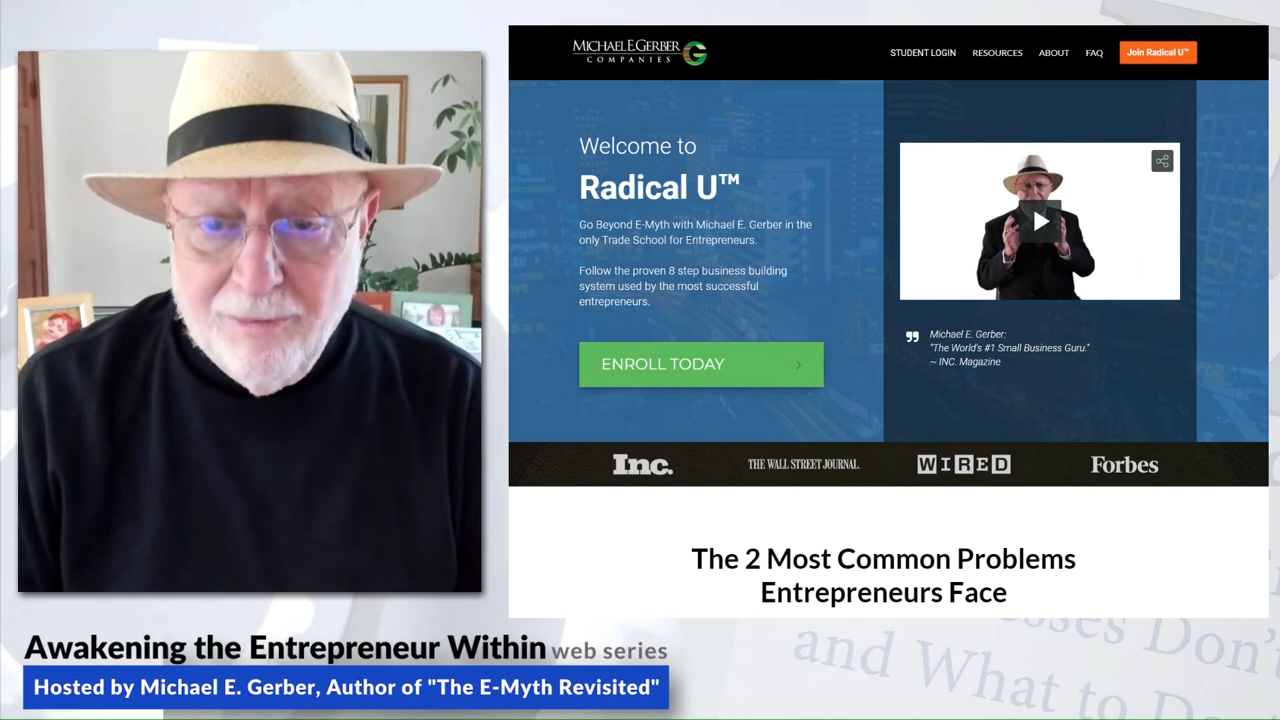 MICHAEL E. GERBER
COMPANIES
STUDENT LOGIN
RESOURCES
ABOUT
FAQ
Join Radical U™
Welcome to
Radical U™
Go Beyond E-Myth with Michael E. Gerber in the
only Trade School for Entrepreneurs.
Follow the proven 8 step business building
system used by the most successful
entrepreneurs.
ENROLL TODAY
Michael E. Gerber:
"The World's #1 Small Business Guru."
~ INC. Magazine
Inc.
THE WALL STREET JOURNAL.
WIRED
Forbes
The 2 Most Common Problems
Entrepreneurs Face
Awakening the Entrepreneur Within web series
Hosted by Michael E. Gerber, Author of "The E-Myth Revisited"
Don't
and What to